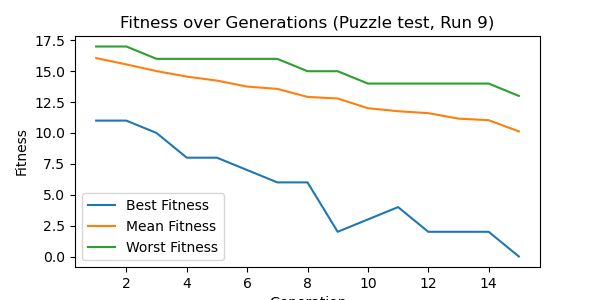 Fitness over Generations (Puzzle test, Run 9)
17.5
15.0
12.5
10.0
7.5
5.0
2.5
0.0
Fitness
Best Fitness
Mean Fitness
Worst Fitness
2 4 6 8 10 12 14
Generation